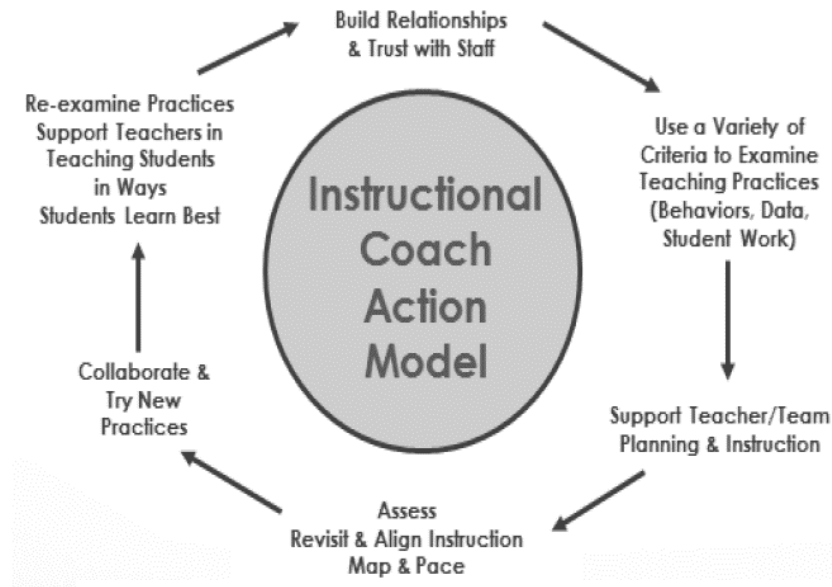 Build Relationships
& Trust with Staff
Use a Variety of
Criteria to Examine
Teaching Practices
(Behaviors, Data,
Student Work)
Support Teacher/Team
Planning & Instruction
Assess
Revisit & Align Instruction
Map & Pace
Collaborate &
Try New
Practices
Re-examine Practices
Support Teachers in
Teaching Students
in Ways
Students Learn Best
Instructional
Coach
Action
Model